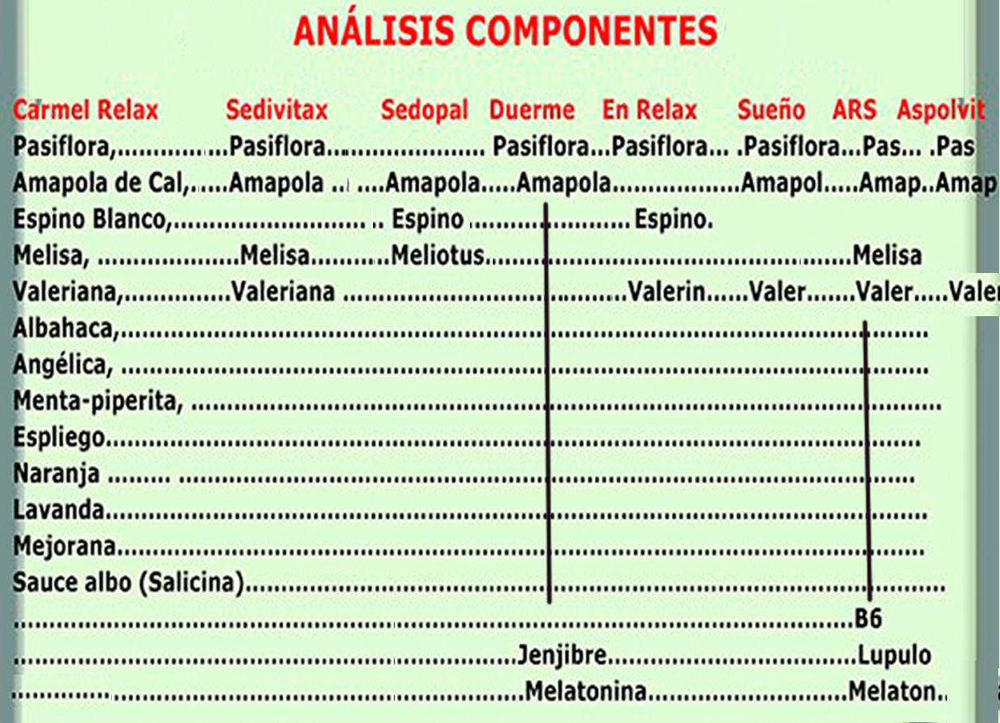 ANÁLISIS COMPONENTES
Carmel Relax Sedivitax Sedopal Duerme En Relax Sueño ARS Aspolvit
Pasiflora,...............Pasiflora......................... Pasiflora...Pasiflora... .Pasiflora...Pas... .Pas
Amapola de Cal,......Amapola .. ....Amapola.....Amapola.....................Amapol.....Amap..Amap
Espino Blanco,............................... .. Espino .......................... Espino.
Melisa, .......................Melisa............Meliotus............................................................Melisa
Valeriana,.................Valeriana ..............................................Valerin......Valer.......Valer.....Valer
Albahaca,.....................................................................................................................
Angélica, .....................................................................................................................
Menta-piperita, ............................................................................................................
Espliego........................................................................................................................
Naranja ......... ............................................................................................................
Lavanda........................................................................................................................
Mejorana......................................................................................................................
Sauce albo (Salicina)....................................................................................................
........................................................................................................................B6
........................................................................Jenjibre....................................Lupulo
.........................................................................Melatonina.............................Melaton..